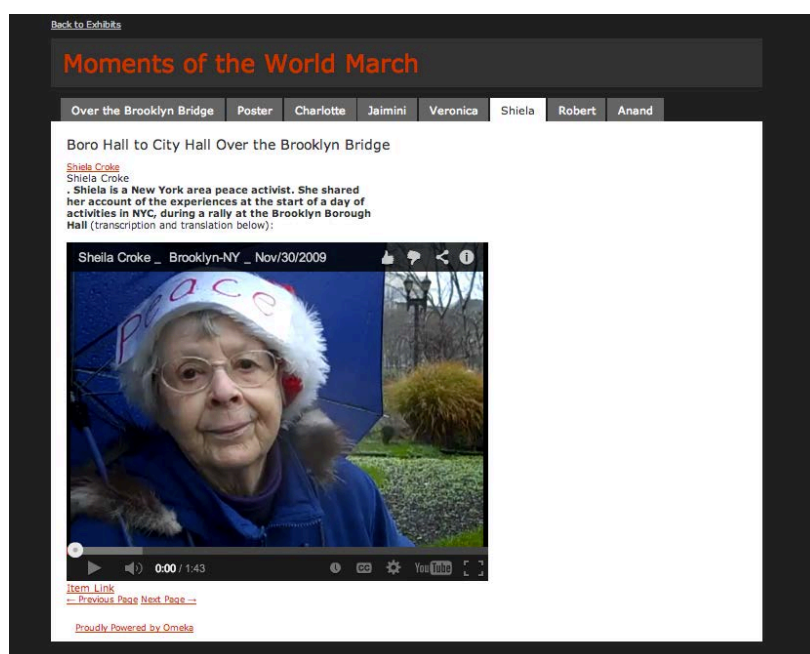 Back to Exhibits
Moments of the World March
Over the Brooklyn Bridge Poster Charlotte Jaimini Veronica Shiela Robert Anand
Boro Hall to City Hall Over the Brooklyn Bridge
Shiela Croke
Shiela Croke
. Shiela is a New York area peace activist. She shared
her account of the experiences at the start of a day of
activities in NYC, during a rally at the Brooklyn Borough
Hall (transcription and translation below):
Sheila Croke _ Brooklyn-NY _ Nov/30/2009
Peace
0:00 / 1:43 CC YouTube
Item Link
← Previous Page Next Page →
Proudly Powered by Omeka